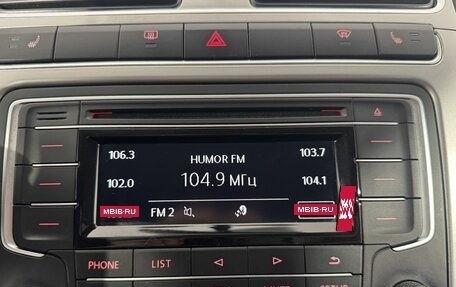 106.3
HUMOR FM
103.7
102.0
104.9 МГц
104.1
MBIB-RU
FM 2
MBIB-RU
PHONE
LIST